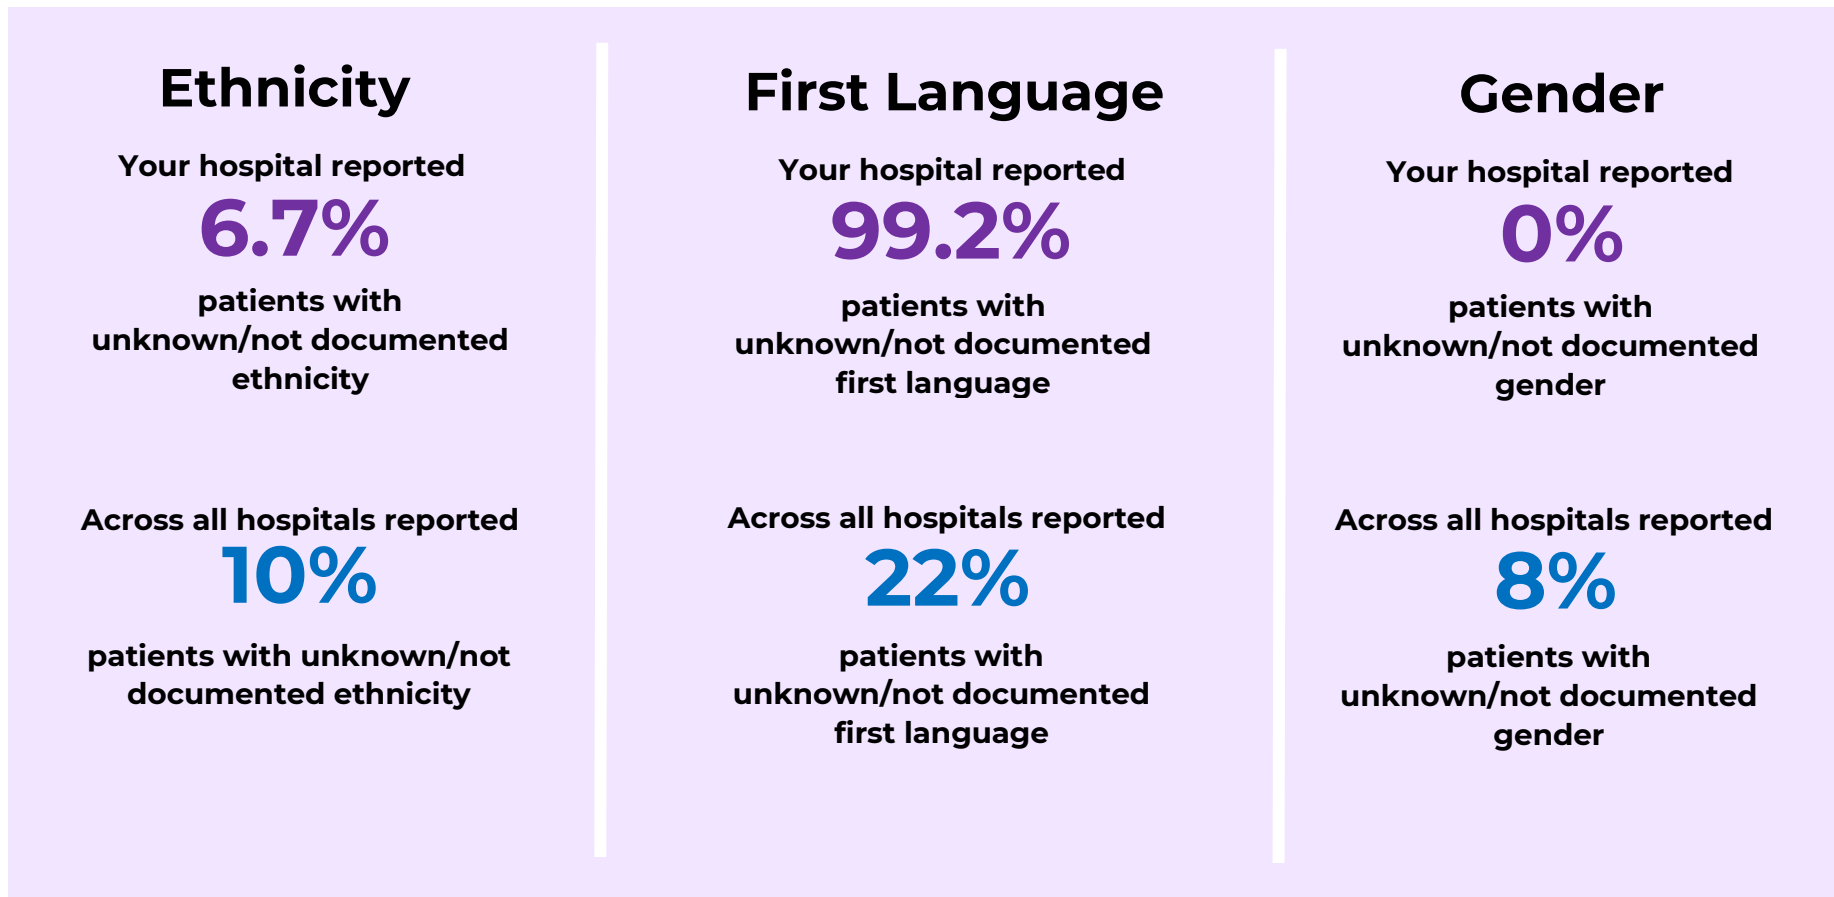 Ethnicity
Your hospital reported
6.7%
patients with
unknown/not documented
ethnicity
Across all hospitals reported
10%
patients with unknown/not
documented ethnicity
First Language
Your hospital reported
99.2%
patients with
unknown/not documented
first language
Across all hospitals reported
22%
patients with
unknown/not documented
first language
Gender
Your hospital reported
0%
patients with
unknown/not documented
gender
Across all hospitals reported
8%
patients with
unknown/not documented
gender